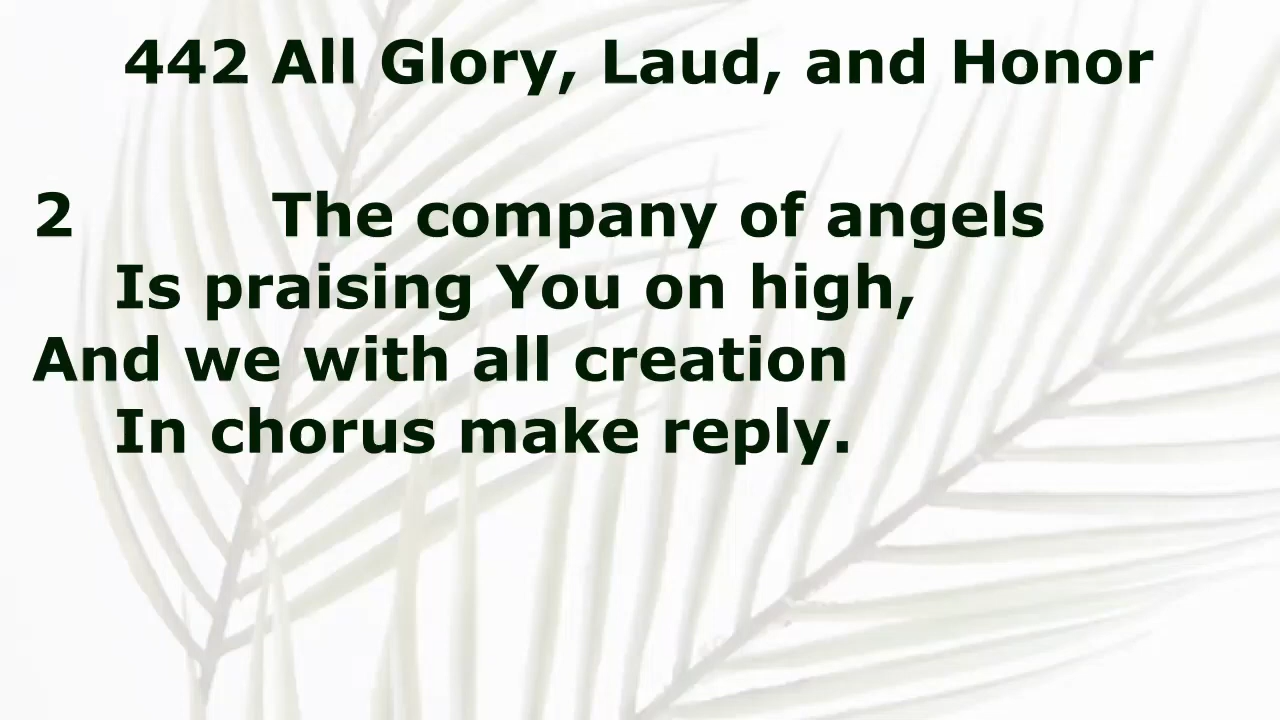 442 All Glory, Laud, and Honor
2 The company of angels
Is praising You on high,
And we with all creation
In chorus make reply.